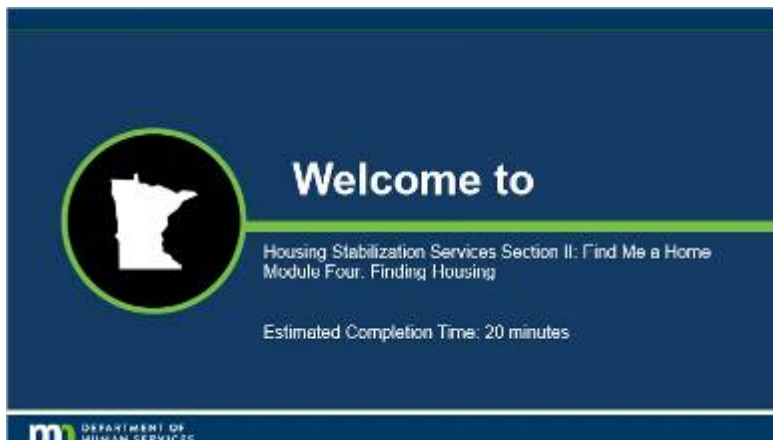 Welcome to
Housing Stabilization Services Section II: Find Me a Home
Module Four: Finding Housing
Estimated Completion Time: 20 minutes
mn DEPARTMENT OF
HUMAN SERVICES